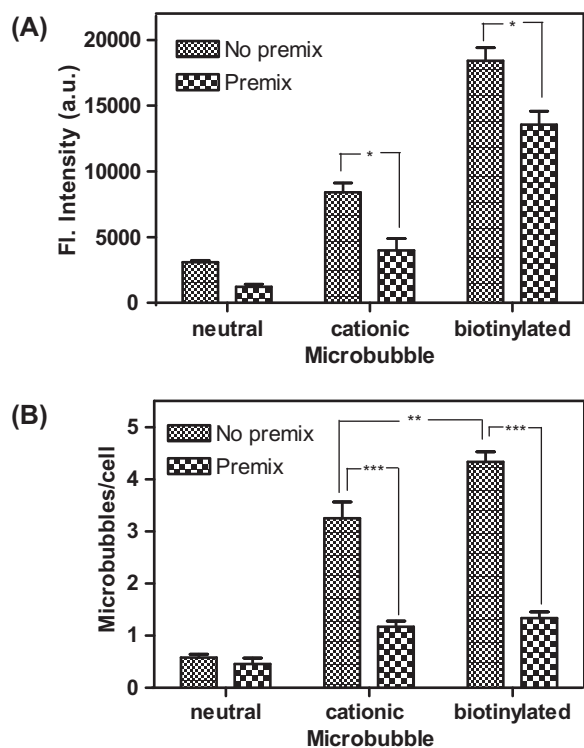 (A)
20000
15000
10000
5000
0
Fl. Intensity (a.u.)
No premix
Premix
*
*
neutral cationic biotinylated
Microbubble
(B)
5
4
3
2
1
0
Microbubbles/cell
No premix
Premix
**
***
***
neutral cationic biotinylated
Microbubble